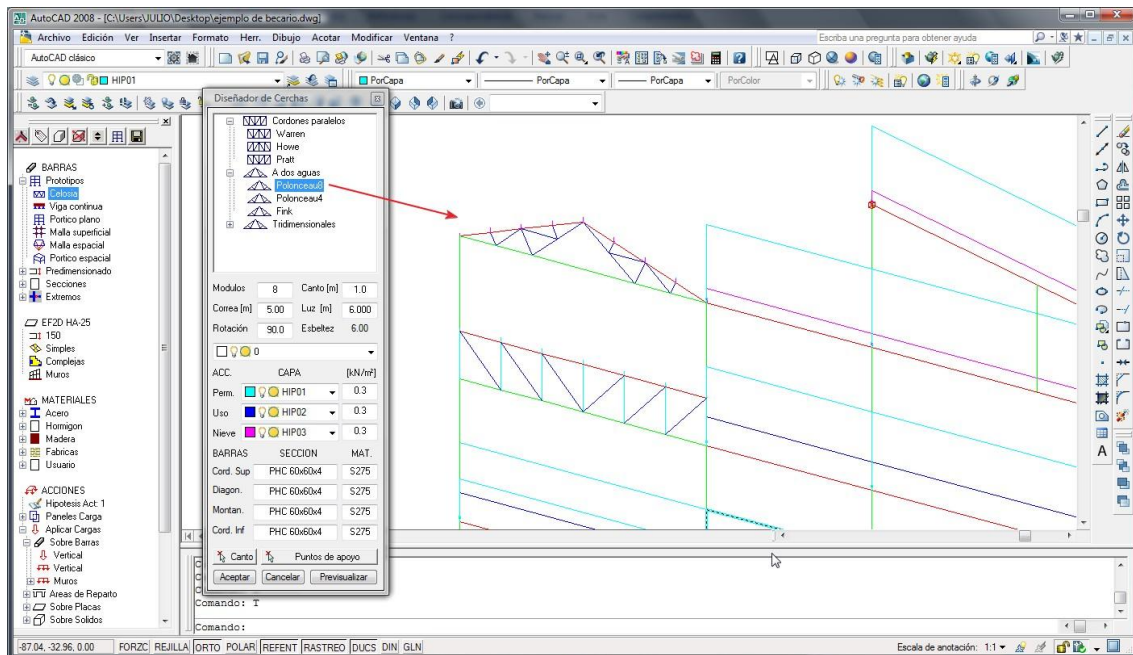 AutoCAD 2008 - [C:\Users\JULIO\Desktop\ejemplo de becario.dwg]
Archivo Edición Ver Insertar Formato Herr. Dibujo Acotar Modificar Ventana ?
Escriba una pregunta para obtener ayuda
AutoCAD clásico
HIP01
PorCapa
PorCapa
PorCapa
PorColor
BARRAS
Prototipos
Celosia
Viga continua
Portico plano
Malla superficial
Malla espacial
Portico espacial
Predimensionado
Secciones
Extremos
EF2D HA-25
150
Simples
Complejas
Muros
MATERIALES
Acero
Hormigon
Madera
Fabricas
Usuario
ACCIONES
Hipotesis Act: 1
Paneles Carga
Aplicar Cargas
Sobre Barras
Vertical
Vertical
Muros
Areas de Reparto
Sobre Placas
Sobre Solidos
Diseñador de Cerchas
Cordones paralelos
Warren
Howe
Pratt
A dos aguas
Polonceau8
Polonceau4
Fink
Tridimensionales
Modulos 8 Canto [m] 1.0
Correa [m] 5.00 Luz [m] 6.000
Rotación 90.0 Esbeltez 6.00
0
ACC. CAPA [kN/m²]
Perm. HIP01 0.3
Uso HIP02 0.3
Nieve HIP03 0.3
BARRAS SECCION MAT.
Cord. Sup PHC 60x60x4 S275
Diagon. PHC 60x60x4 S275
Montan. PHC 60x60x4 S275
Cord. Inf PHC 60x60x4 S275
Canto Puntos de apoyo
Aceptar Cancelar Previsualizar
Comando: T
Comando:
-87.04, -32.96, 0.00 FORZC REJILLA ORTO POLAR REFENT RASTREO DUCS DIN GLN
Escala de anotación: 1:1